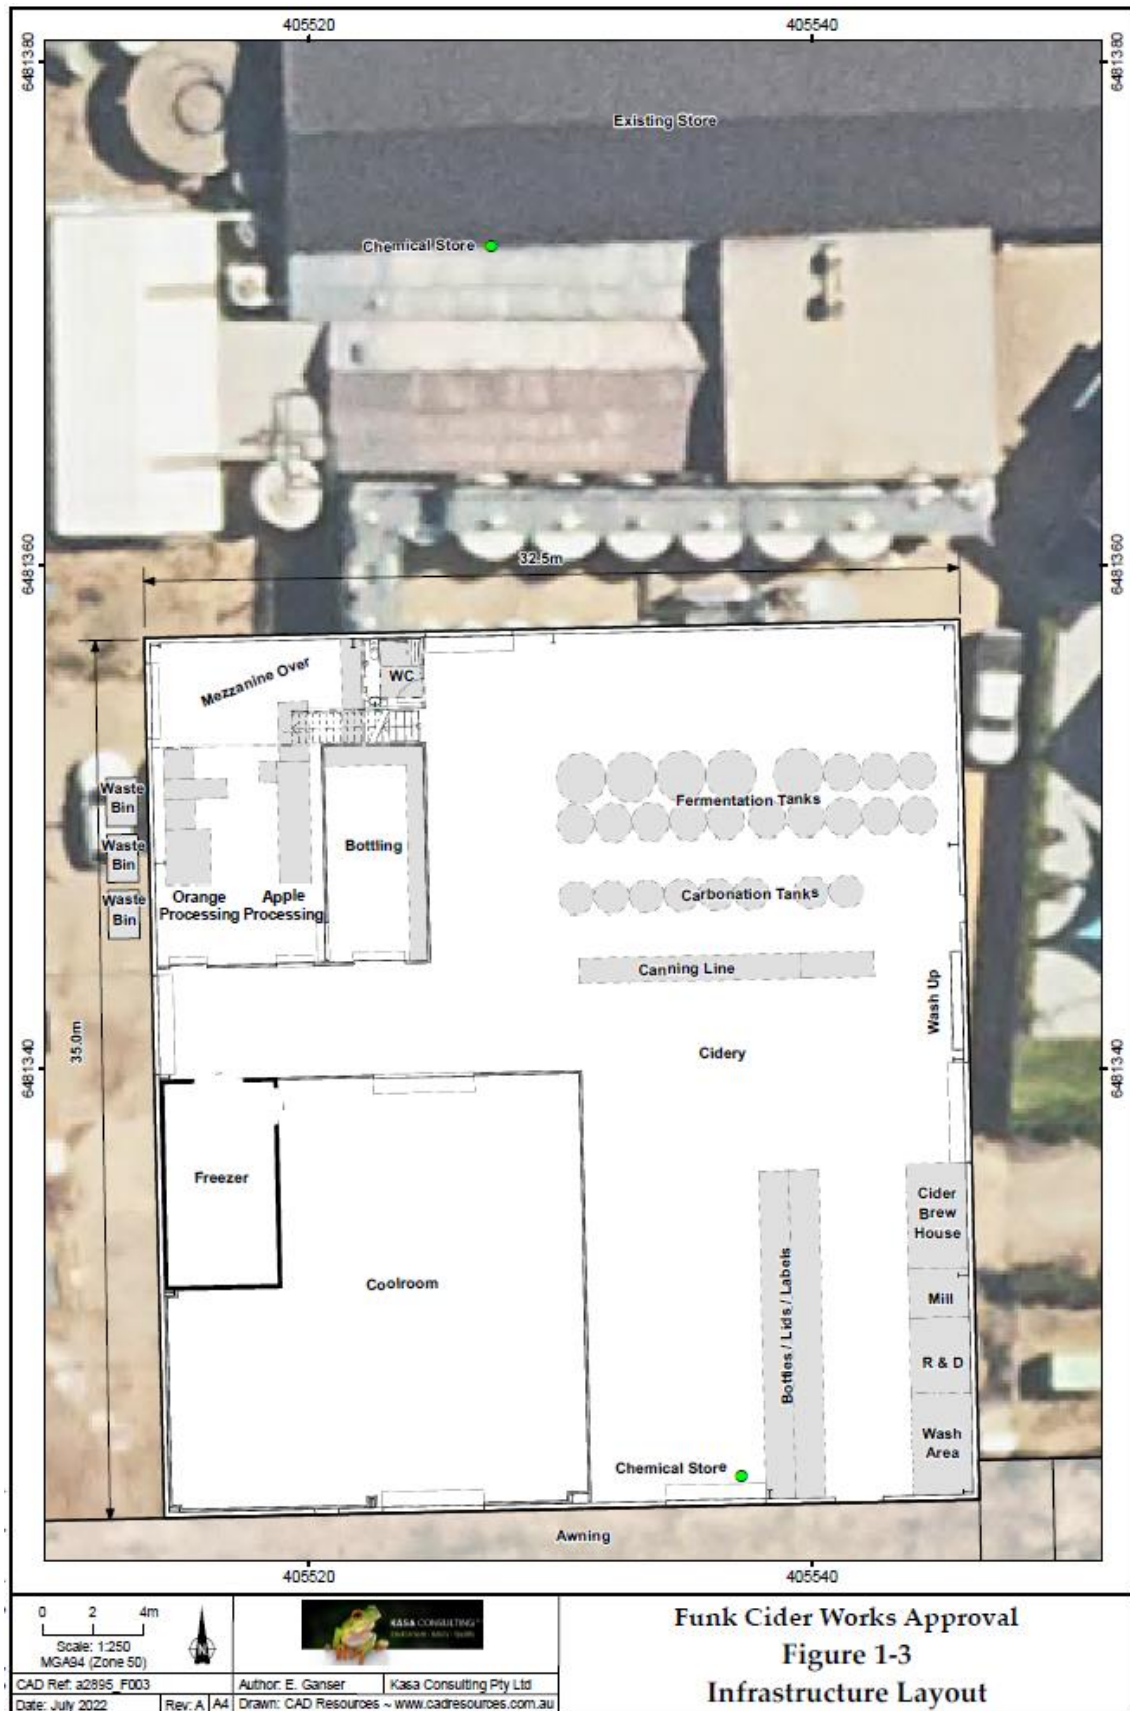 405520
405540
6481380
6481380
Existing Store
Chemical Store
6481360
6481360
32.5m
Mezzanine Over
WC
Waste
Bin
Waste
Bin
Waste
Bin
Bottling
Fermentation Tanks
Orange
Processing
Apple
Processing
Carbonation Tanks
Canning Line
Wash Up
35.0m
6481340
6481340
Cidery
Freezer
Coolroom
Cider
Brew
House
Mill
R & D
Wash
Area
Bottles / Lids / Labels
Chemical Store
Awning
405520
405540
0 2 4m
Scale: 1:250
MGA94 (Zone 50)
N
KASA CONSULTING
CAD Ref: a2895_F003
Author: E. Ganser
Kasa Consulting Pty Ltd
Date: July 2022
Rev: A
A4
Drawn: CAD Resources ~ www.cadresources.com.au
Funk Cider Works Approval
Figure 1-3
Infrastructure Layout